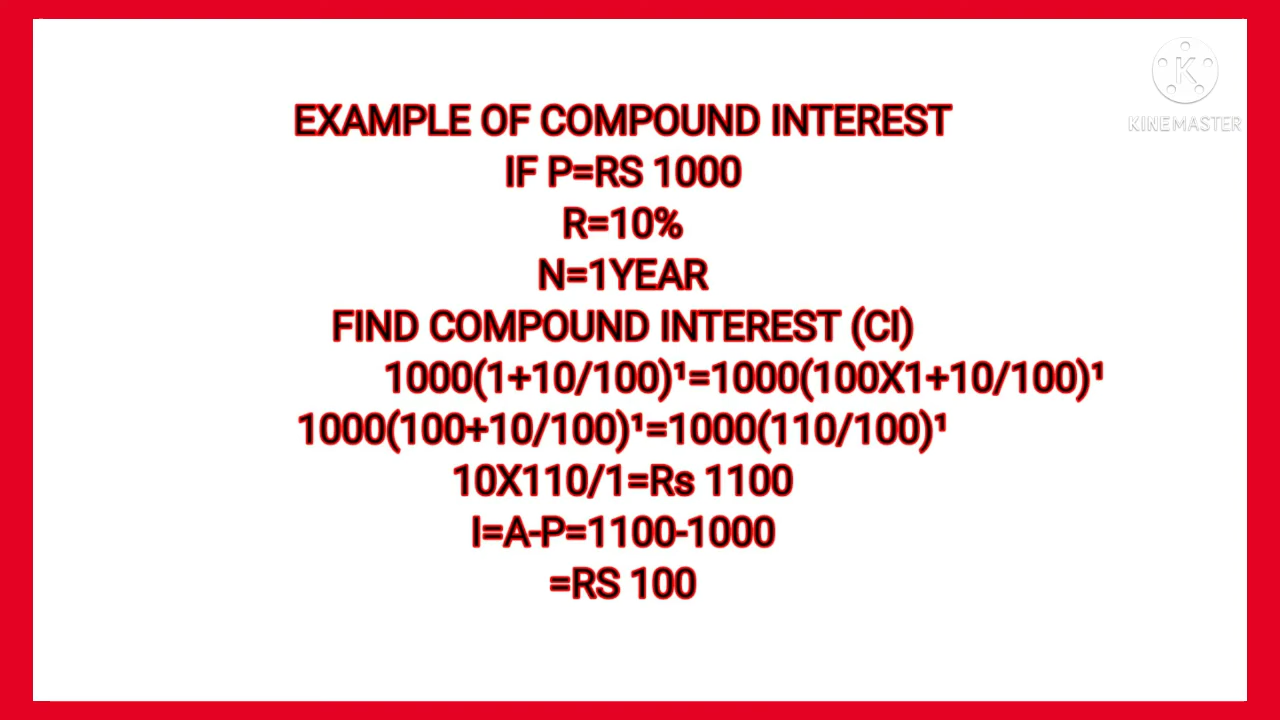 KINEMASTER
EXAMPLE OF COMPOUND INTEREST
IF P=RS 1000
R=10%
N=1YEAR
FIND COMPOUND INTEREST (CI)
1000(1+10/100)¹=1000(100X1+10/100)¹
1000(100+10/100)¹=1000(110/100)¹
10X110/1=Rs 1100
I=A-P=1100-1000
=RS 100